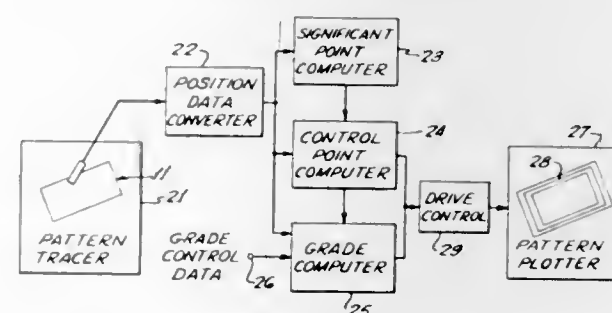 SIGNIFICANT
POINT
COMPUTER
23
22
POSITION
DATA
CONVERTER
24
CONTROL
POINT
COMPUTER
27
28
11
21
PATTERN
TRACER
DRIVE
CONTROL
29
PATTERN
PLOTTER
GRADE
CONTROL
DATA
26
GRADE
COMPUTER
25